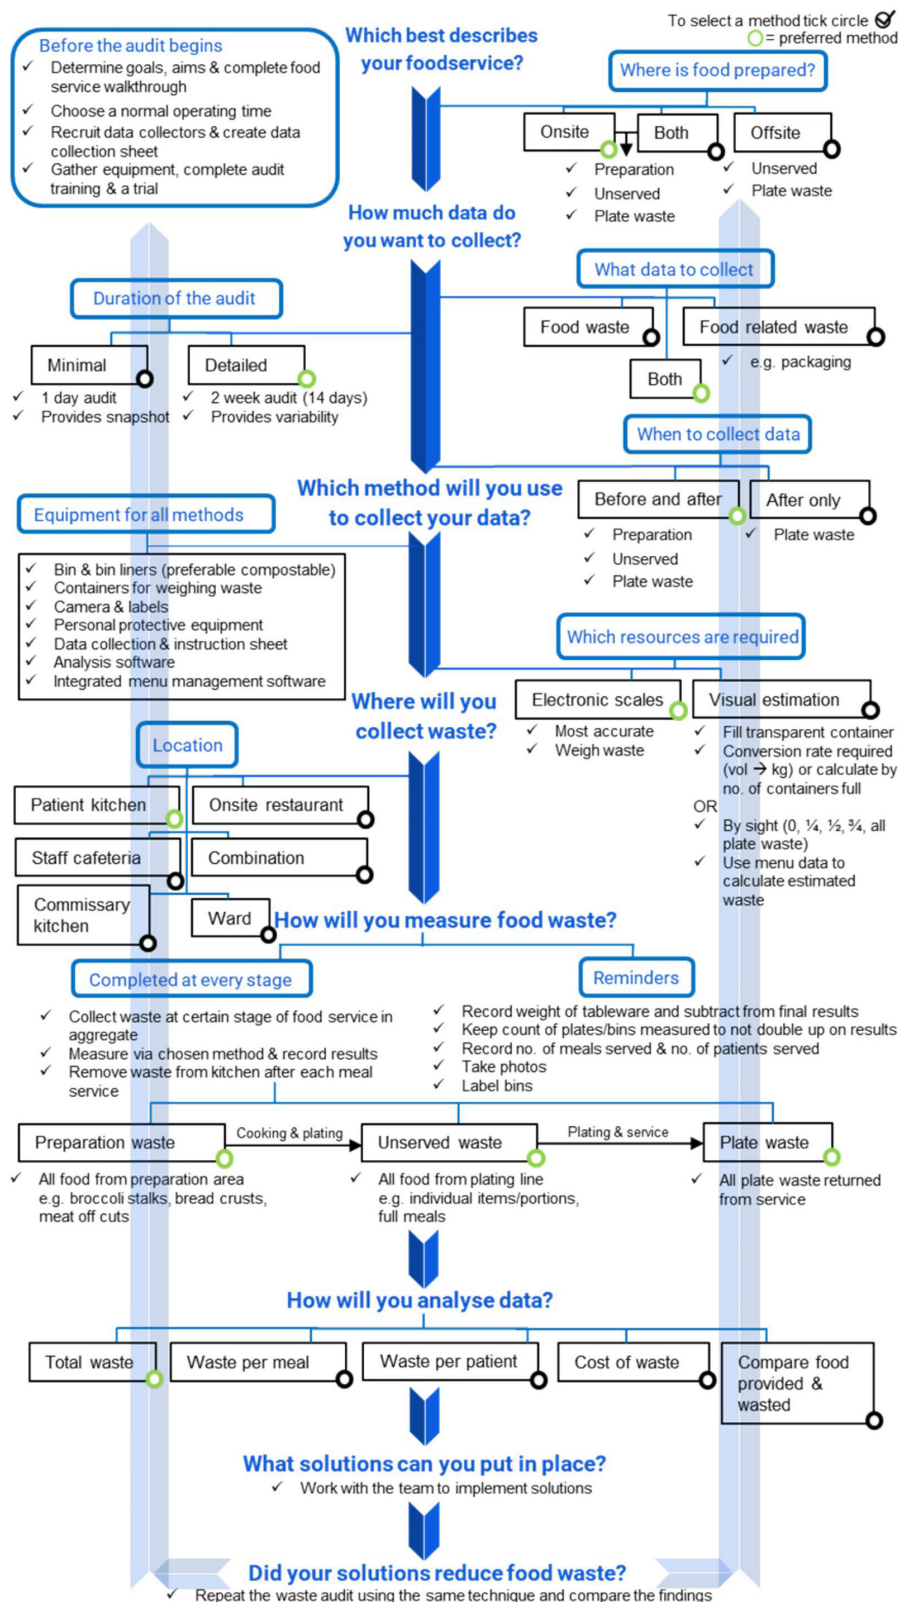 To select a method tick circle
= preferred method
Which best describes
your foodservice?
Before the audit begins
✓ Determine goals, aims & complete food
service walkthrough
✓ Choose a normal operating time
✓ Recruit data collectors & create data
collection sheet
✓ Gather equipment, complete audit
training & a trial
Where is food prepared?
Onsite
Both
Offsite
✓ Preparation
✓ Unserved
✓ Plate waste
✓ Unserved
✓ Plate waste
How much data do
you want to collect?
Duration of the audit
Minimal
Detailed
✓ 1 day audit
✓ Provides snapshot
✓ 2 week audit (14 days)
✓ Provides variability
What data to collect
Food waste
Food related waste
✓ e.g. packaging
Both
When to collect data
Before and after
After only
✓ Preparation
✓ Unserved
✓ Plate waste
✓ Plate waste
Which method will you use
to collect your data?
Equipment for all methods
✓ Bin & bin liners (preferable compostable)
✓ Containers for weighing waste
✓ Camera & labels
✓ Personal protective equipment
✓ Data collection & instruction sheet
✓ Analysis software
✓ Integrated menu management software
Which resources are required
Electronic scales
Visual estimation
✓ Most accurate
✓ Weigh waste
✓ Fill transparent container
✓ Conversion rate required
(vol → kg) or calculate by
no. of containers full
OR
✓ By sight (0, ¼, ½, ¾, all
plate waste)
✓ Use menu data to
calculate estimated
waste
Where will you
collect waste?
Location
Patient kitchen
Onsite restaurant
Staff cafeteria
Combination
Commissary
kitchen
Ward
How will you measure food waste?
Completed at every stage
✓ Collect waste at certain stage of food service in
aggregate
✓ Measure via chosen method & record results
✓ Remove waste from kitchen after each meal
service
Reminders
✓ Record weight of tableware and subtract from final results
✓ Keep count of plates/bins measured to not double up on results
✓ Record no. of meals served & no. of patients served
✓ Take photos
✓ Label bins
Preparation waste
Cooking & plating
Unserved waste
Plating & service
Plate waste
✓ All food from preparation area
e.g. broccoli stalks, bread crusts,
meat off cuts
✓ All food from plating line
e.g. individual items/portions,
full meals
✓ All plate waste returned
from service
How will you analyse data?
Total waste
Waste per meal
Waste per patient
Cost of waste
Compare food
provided &
wasted
What solutions can you put in place?
✓ Work with the team to implement solutions
Did your solutions reduce food waste?
✓ Repeat the waste audit using the same technique and compare the findings